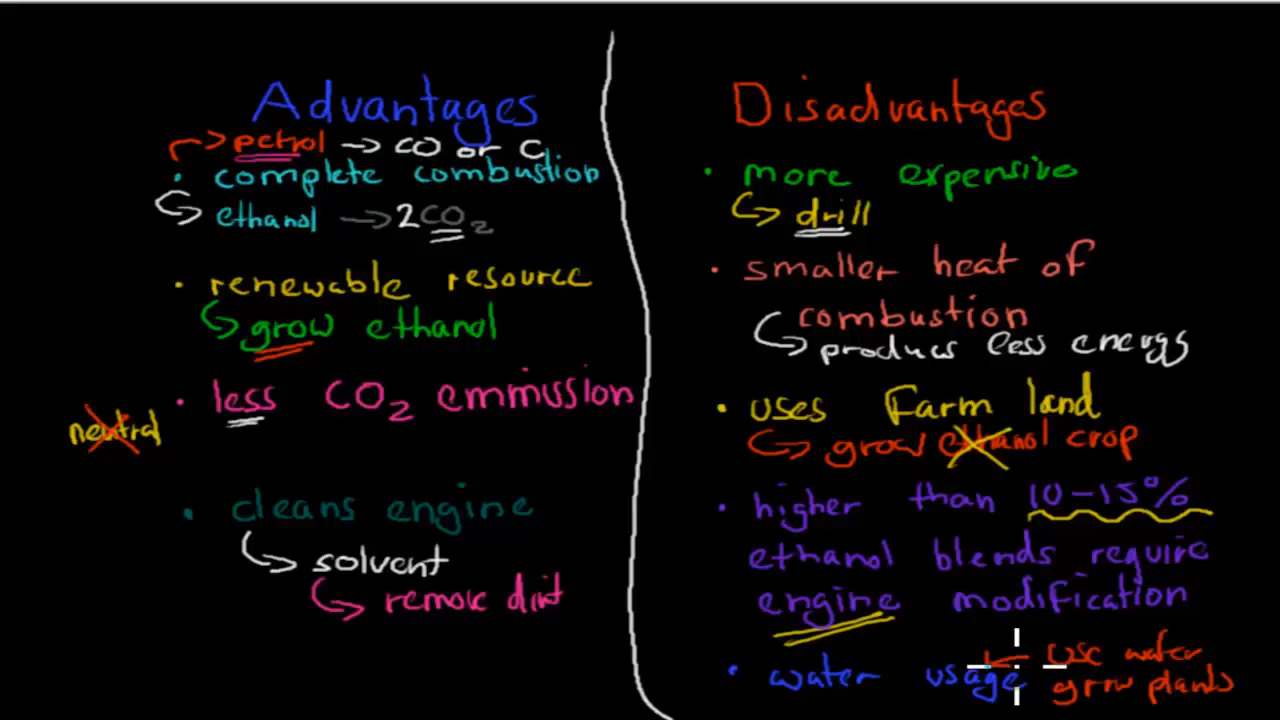 Advantages
petrol → CO or C
• complete combustion
ethanol → 2CO2
• renewable resource
grow ethanol
• less CO2 emmission
neutral
• cleans engine
solvent
remove dirt
Disadvantages
• more expensive
drill
• smaller heat of
combustion
produces less energy
• uses Farm land
grow ethanol crop
• higher than 10-15%
ethanol blends require
engine modification
• water usage
use water
grow plants